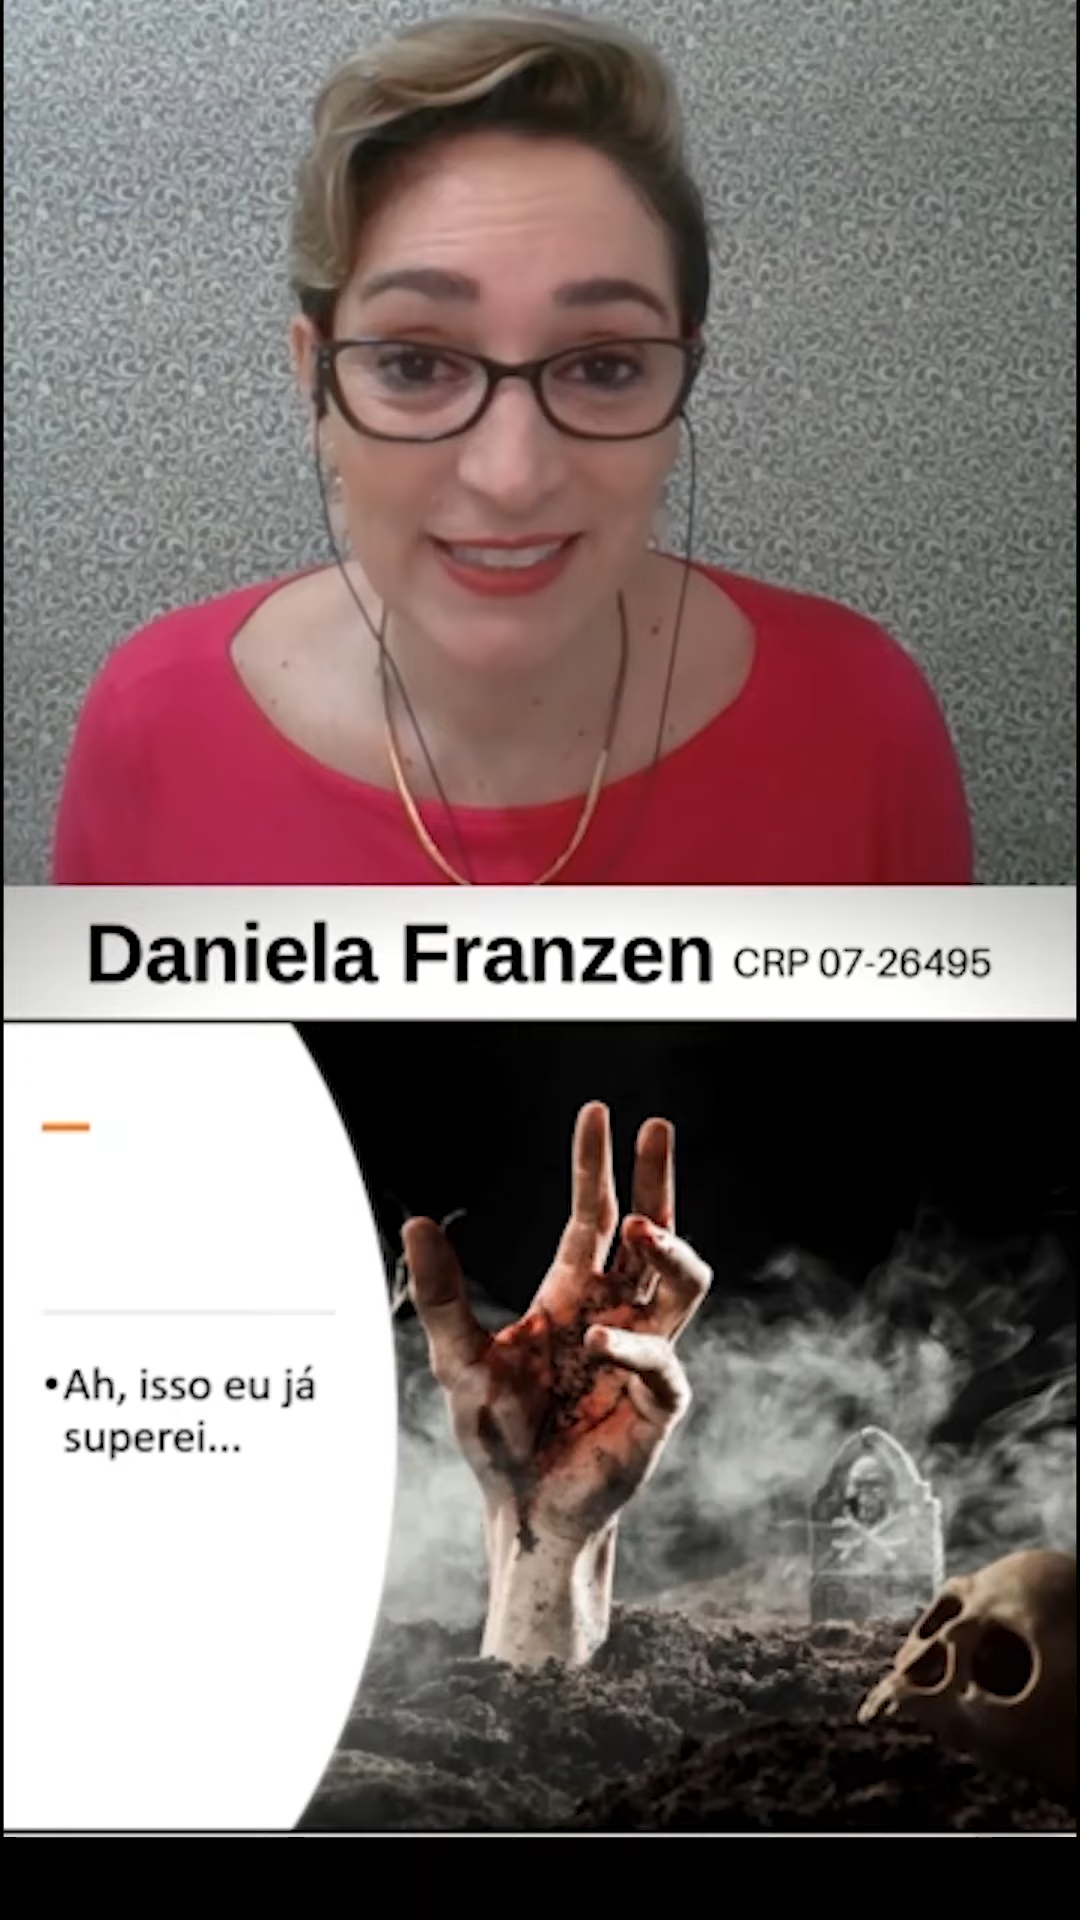 Daniela Franzen CRP 07-26495
•Ah, isso eu já
superei...